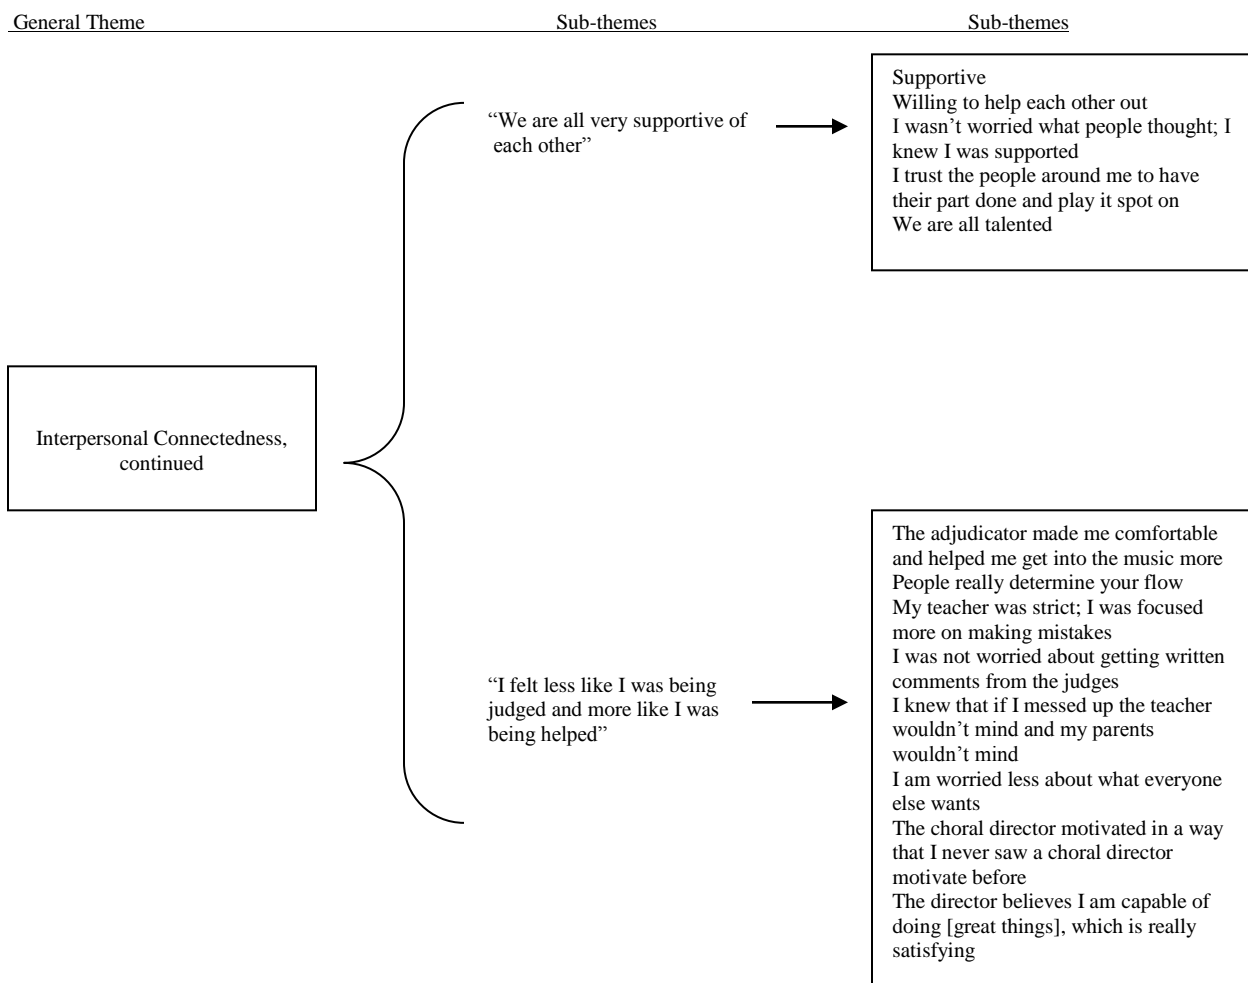 General Theme Sub-themes Sub-themes
Supportive
Willing to help each other out
I wasn’t worried what people thought; I
knew I was supported
I trust the people around me to have
their part done and play it spot on
We are all talented
“We are all very supportive of
each other”
Interpersonal Connectedness,
continued
“I felt less like I was being
judged and more like I was
being helped”
The adjudicator made me comfortable
and helped me get into the music more
People really determine your flow
My teacher was strict; I was focused
more on making mistakes
I was not worried about getting written
comments from the judges
I knew that if I messed up the teacher
wouldn’t mind and my parents
wouldn’t mind
I am worried less about what everyone
else wants
The choral director motivated in a way
that I never saw a choral director
motivate before
The director believes I am capable of
doing [great things], which is really
satisfying